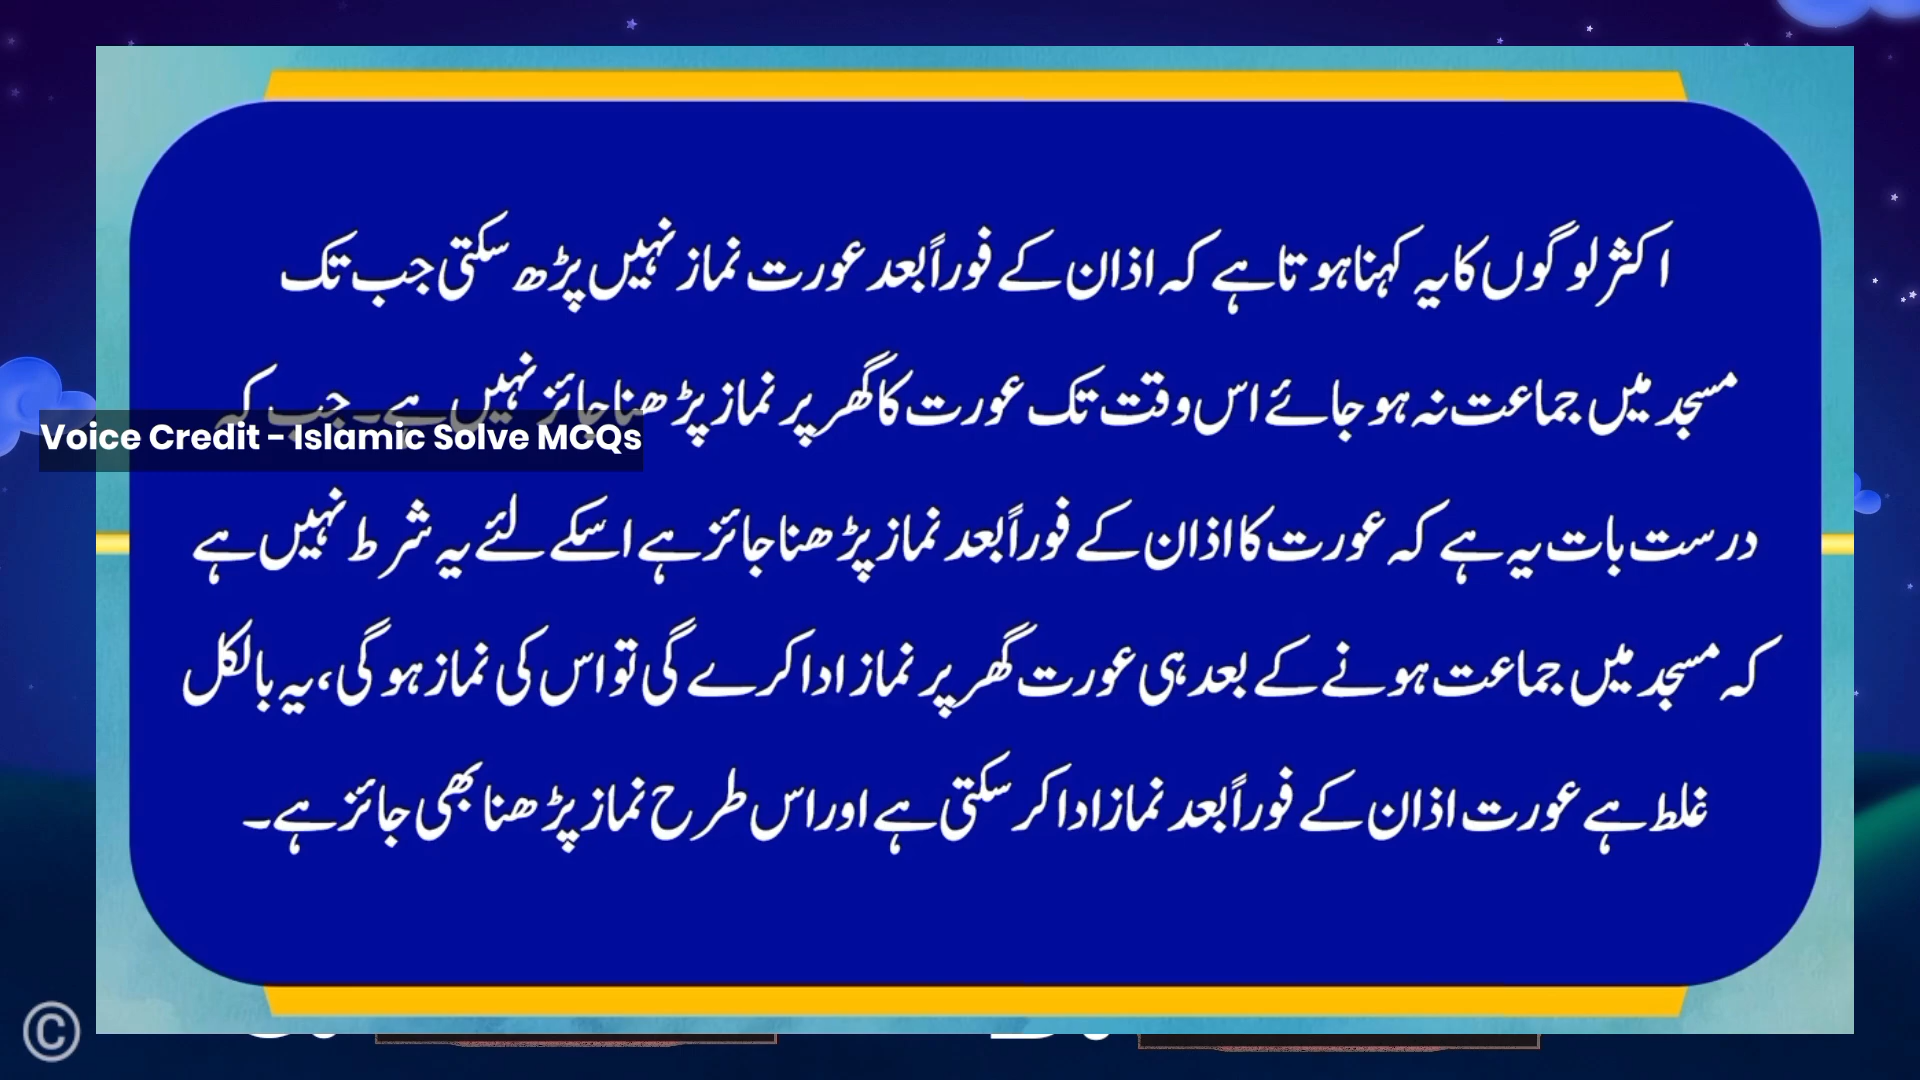 اکثر لوگوں کا یہ کہنا ہوتا ہے کہ اذان کے فوراً بعد عورت نماز نہیں پڑھ سکتی جب تک
مسجد میں جماعت نہ ہو جائے اس وقت تک عورت کا گھر پر نماز پڑھنا جائز نہیں ہے۔ جب کہ
Voice Credit - Islamic Solve MCQs
درست بات یہ ہے کہ عورت کا اذان کے فوراً بعد نماز پڑھنا جائز ہے اسکے لئے یہ شرط نہیں ہے
کہ مسجد میں جماعت ہونے کے بعد ہی عورت گھر پر نماز ادا کرے گی تو اس کی نماز ہو گی، یہ بالکل
غلط ہے عورت اذان کے فوراً بعد نماز ادا کر سکتی ہے اور اس طرح نماز پڑھنا بھی جائز ہے۔
©